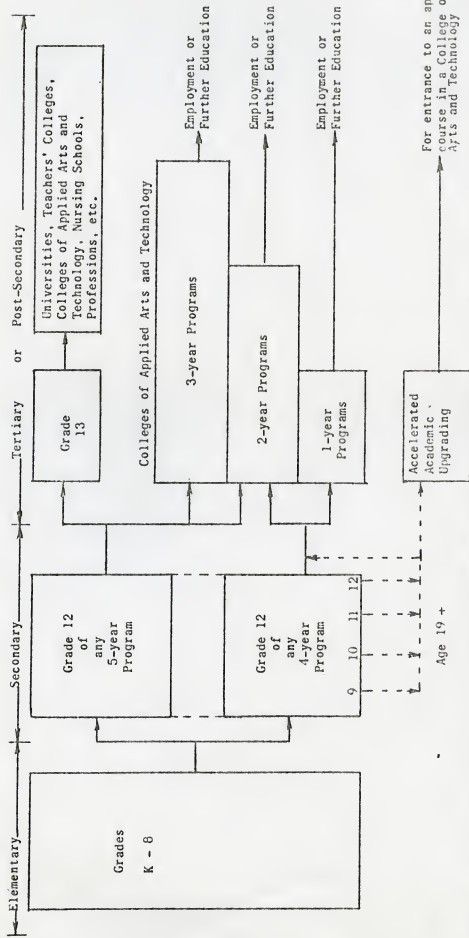 Elementary
Secondary
Tertiary or Post-Secondary
Grades
K - 8
Grade 12
of
any
5-year
Program
Grade 12
of
any
4-year
Program
9 10 11 12
Age 19 +
Grade
13
Universities, Teachers' Colleges,
Colleges of Applied Arts and
Technology, Nursing Schools,
Professions, etc.
Colleges of Applied Arts and Technology
3-year Programs
Employment or
Further Education
2-year Programs
Employment or
Further Education
1-year
Programs
Employment or
Further Education
Accelerated
Academic
Upgrading
For entrance to an
course in a College
Arts and Technology